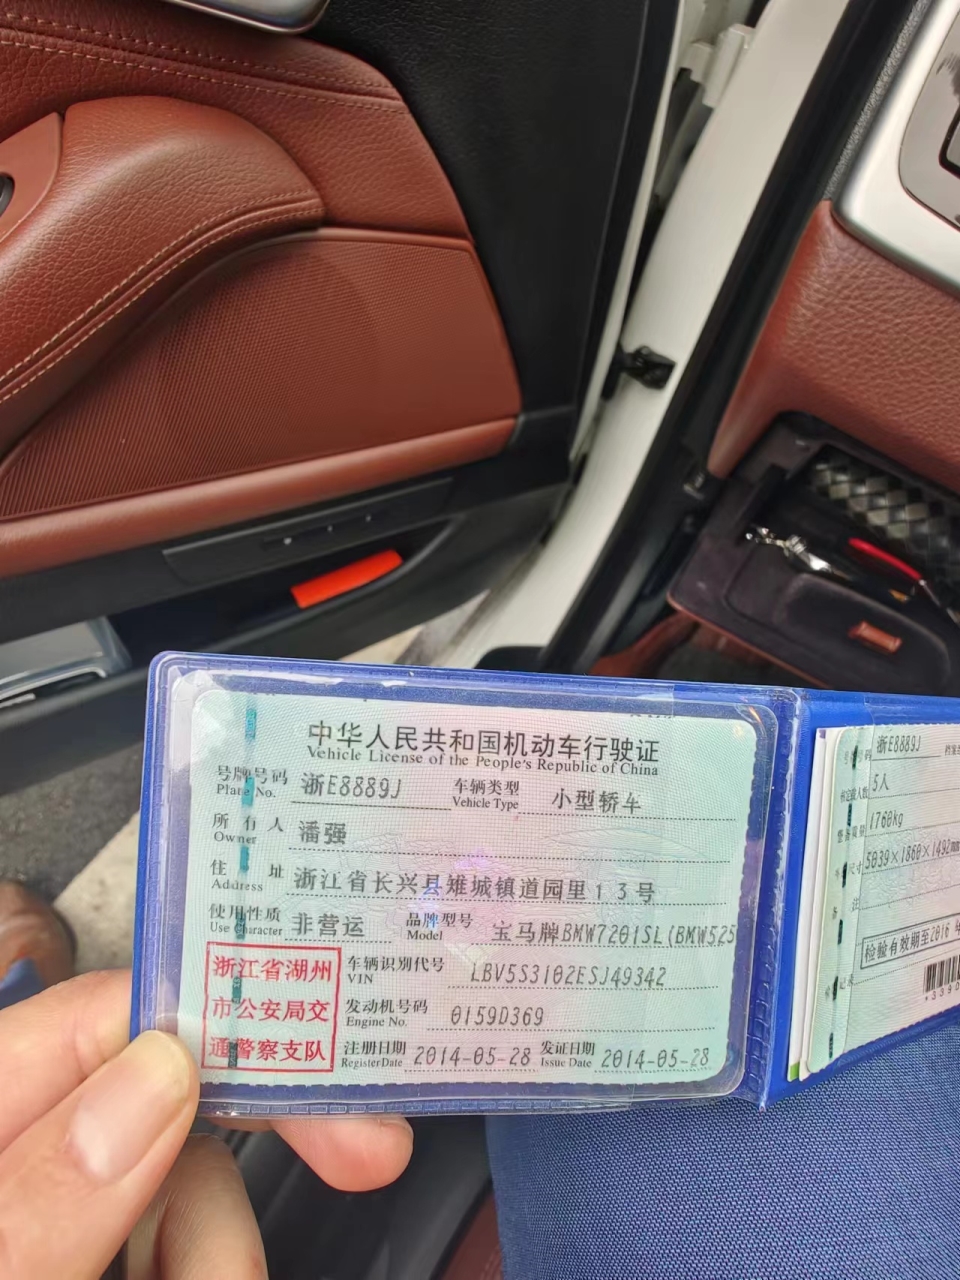 中华人民共和国机动车行驶证
Vehicle License of the People's Republic of China
号牌号码 浙E8889J 车辆类型 小型轿车
Plate No. Vehicle Type
所有人 潘强
Owner
住址 浙江省长兴县雉城镇道园里13号
Address
使用性质 非营运 品牌型号 宝马牌BMW7201SL(BMW525
Use Character Model
浙江省湖州
市公安局交
通警察支队
车辆识别代号 LBV5S3102ESJ49342
VIN
发动机号码 0159D369
Engine No.
注册日期 2014-05-28 发证日期 2014-05-28
Register Date Issue Date
浙E8889J
5人
1760kg
5039×1860×1492mm
检验有效期至2016年